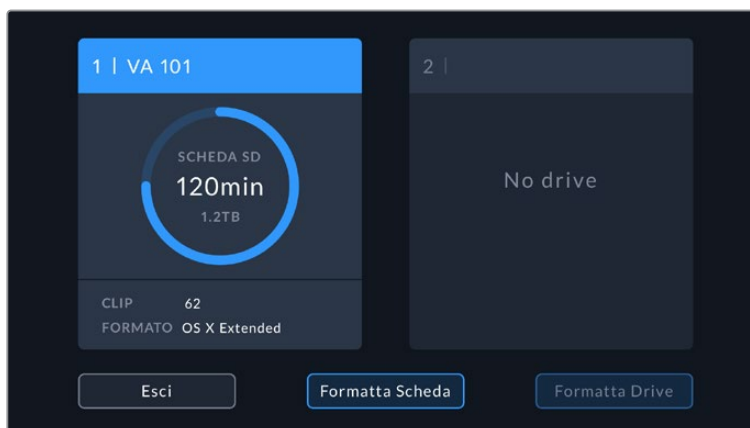 1 | VA 101
SCHEDA SD
120min
1.2TB
CLIP 62
FORMATO OS X Extended
2 |
No drive
Esci
Formatta Scheda
Formatta Drive